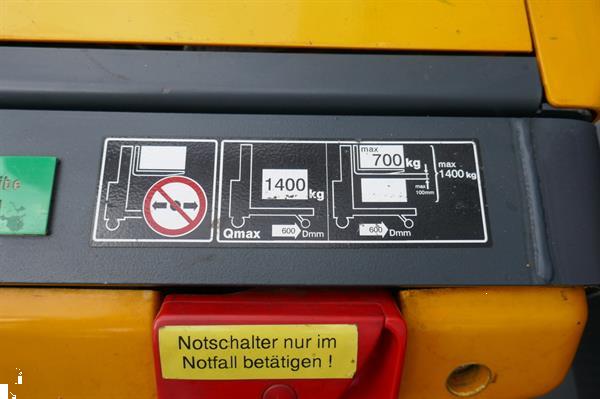 max
700 kg
1400 kg
max
1400 kg
max
100mm
Qmax
600 Dmm
600 Dmm
Notschalter nur im
Notfall betätigen !